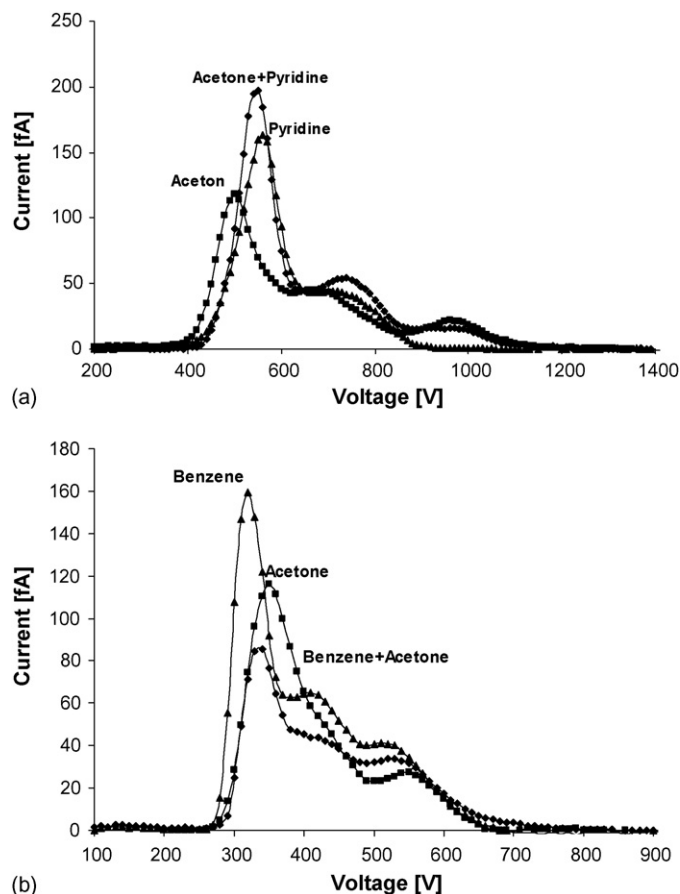 250
200
150
100
50
0
Current [fA]
Acetone+Pyridine
Pyridine
Aceton
200 400 600 800 1000 1200 1400
Voltage [V]
(a)
180
160
140
120
100
80
60
40
20
0
Current [fA]
Benzene
Acetone
Benzene+Acetone
100 200 300 400 500 600 700 800 900
Voltage [V]
(b)